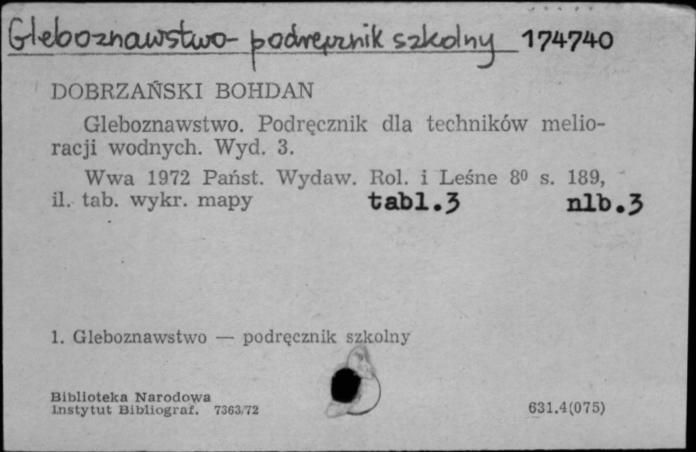 Gleboznawstwo - podręcznik szkolny 174740
DOBRZAŃSKI BOHDAN
Gleboznawstwo. Podręcznik dla techników melio-
racji wodnych. Wyd. 3.
Wwa 1972 Państ. Wydaw. Rol. i Leśne 8⁰ s. 189,
il. tab. wykr. mapy tabl.3 nlb.3
1. Gleboznawstwo — podręcznik szkolny
Biblioteka Narodowa
Instytut Bibliograf. 7363/72 631.4(075)